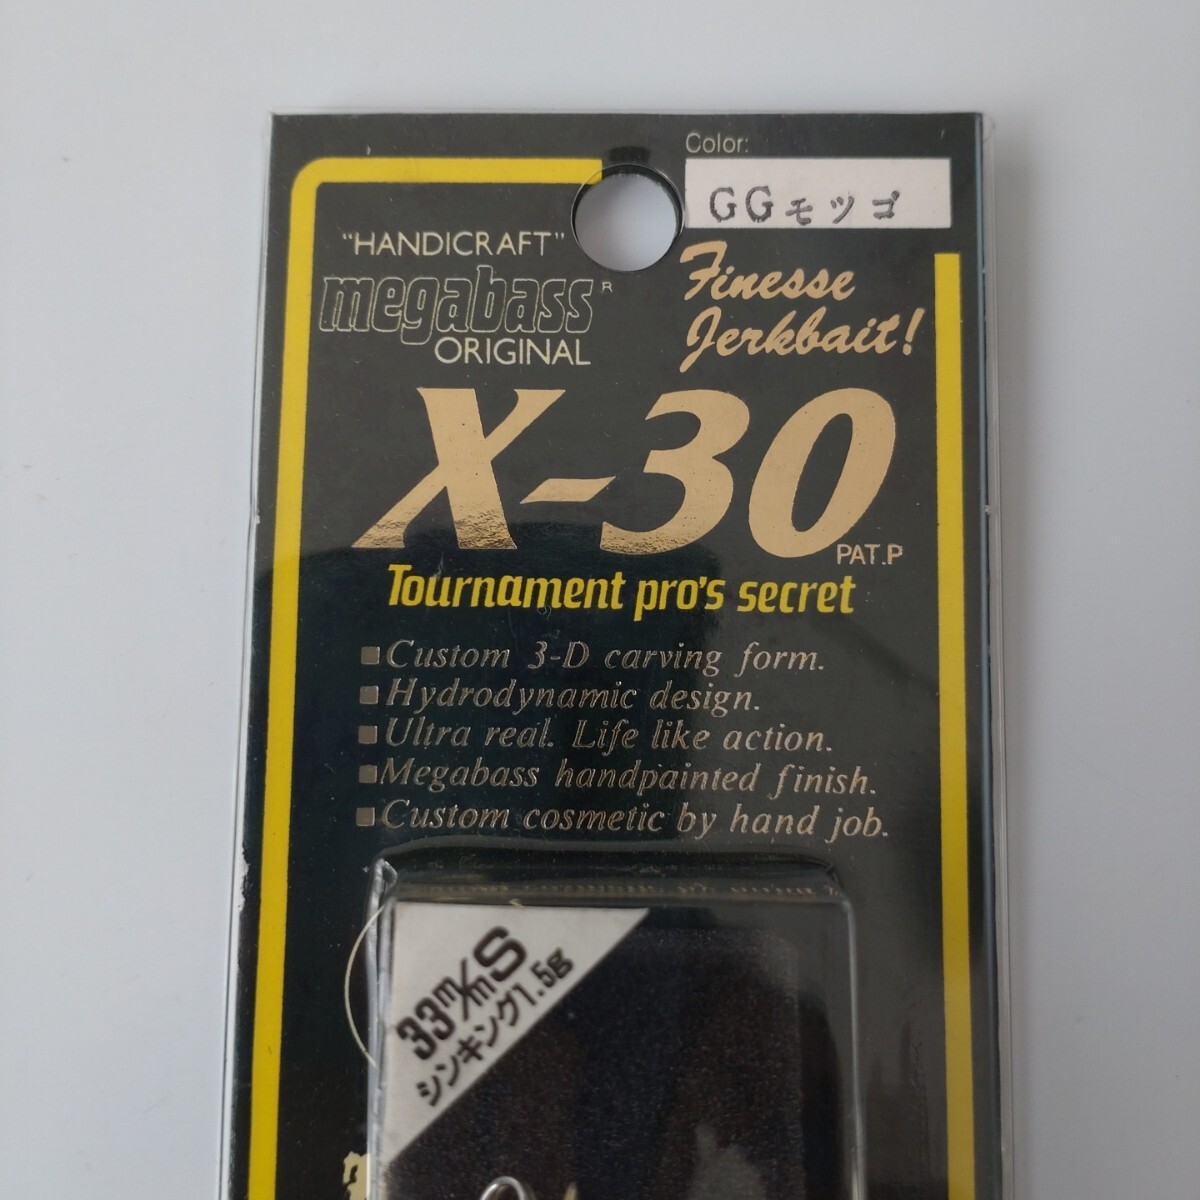 Color:
GGモツゴ
"HANDICRAFT"
megabass R
ORIGINAL
Finesse
Jerkbait!
X-30
PAT.P
Tournament pro's secret
■Custom 3-D carving form.
■Hydrodynamic design.
■Ultra real. Life like action.
■Megabass handpainted finish.
■Custom cosmetic by hand job.
33m/mS
シンキング1.5g